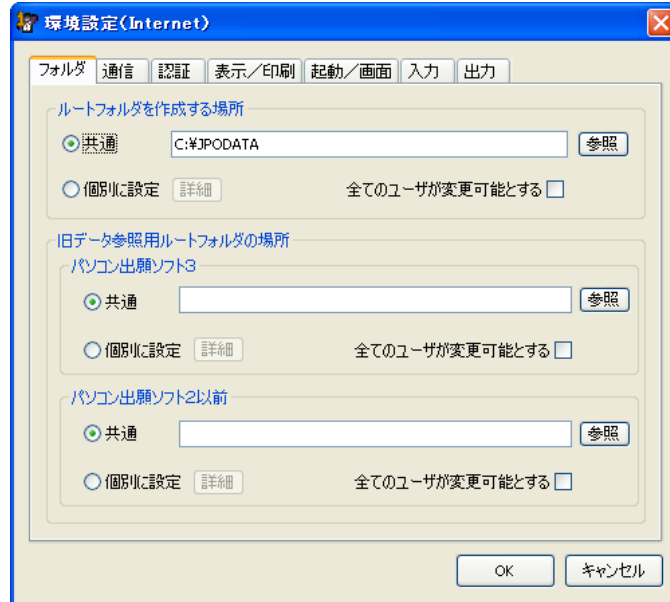 環境設定(Internet)
フォルダ 通信 認証 表示／印刷 起動／画面 入力 出力
ルートフォルダを作成する場所
共通 C:¥JPODATA 参照
個別に設定 詳細 全てのユーザが変更可能とする
旧データ参照用ルートフォルダの場所
パソコン出願ソフト3
共通 参照
個別に設定 詳細 全てのユーザが変更可能とする
パソコン出願ソフト2以前
共通 参照
個別に設定 詳細 全てのユーザが変更可能とする
OK キャンセル